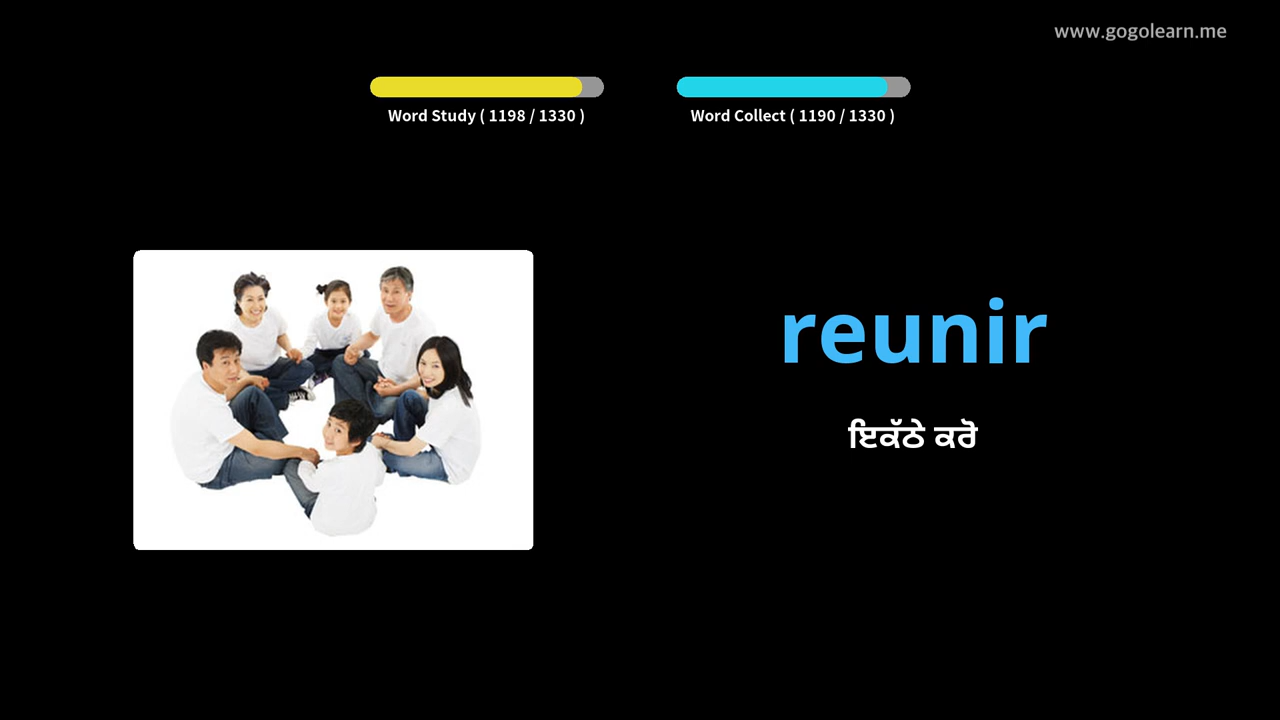 www.gogolearn.me
Word Study ( 1198 / 1330 )
Word Collect ( 1190 / 1330 )
reunir
ਇਕੱਠੇ ਕਰੋ